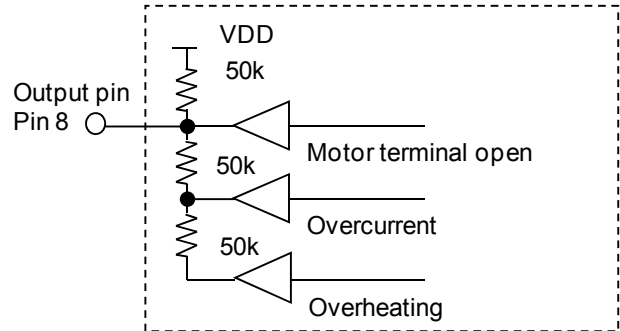 VDD
50k
Output pin
Pin 8
Motor terminal open
50k
Overcurrent
50k
Overheating